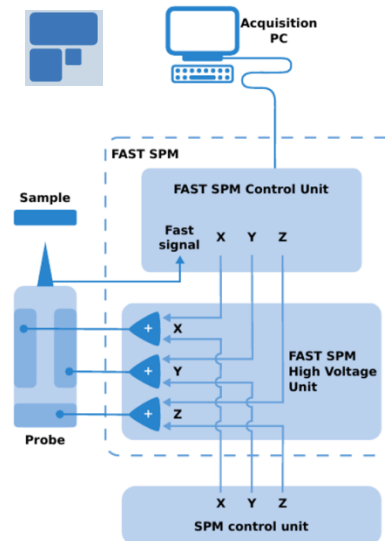 Acquisition
PC
FAST SPM
FAST SPM Control Unit
Sample
Fast
signal
X Y Z
+ X
FAST SPM
High Voltage
Unit
+ Y
+ Z
Probe
X Y Z
SPM control unit